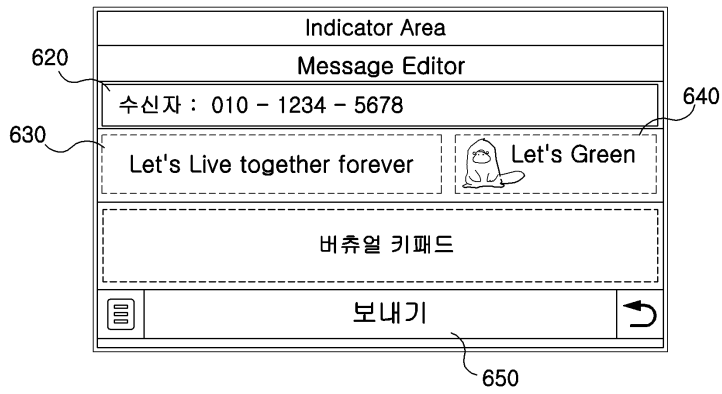 Indicator Area
Message Editor
620
수신자 : 010 - 1234 - 5678
640
630
Let's Live together forever
Let's Green
버츄얼 키패드
보내기
650